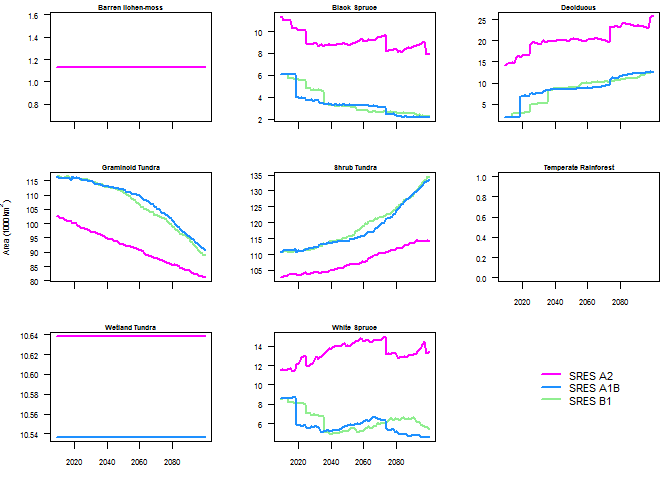 Barren lichen-moss
Black Spruce
Deciduous
1.6
1.4
1.2
1.0
0.8
10
8
6
4
2
25
20
15
10
5
2020 2040 2060 2080
Graminoid Tundra
Shrub Tundra
Temperate Rainforest
Area (1000km²)
115
110
105
100
95
90
85
80
135
130
125
120
115
110
105
1.0
0.8
0.6
0.4
0.2
0.0
2020 2040 2060 2080
Wetland Tundra
White Spruce
10.64
10.62
10.60
10.58
10.56
10.54
14
12
10
8
6
2020 2040 2060 2080
2020 2040 2060 2080
SRES A2
SRES A1B
SRES B1